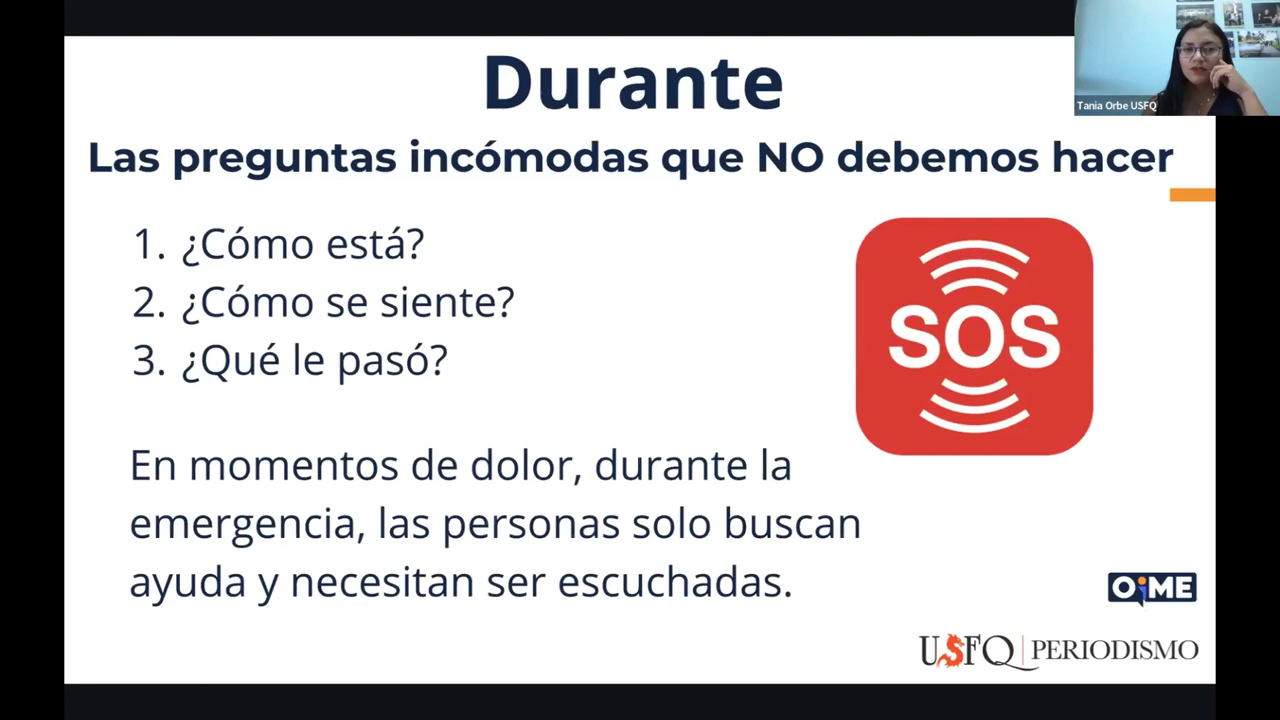 Durante
Tania Orbe USFQ
Las preguntas incómodas que NO debemos hacer
1. ¿Cómo está?
2. ¿Cómo se siente?
3. ¿Qué le pasó?
SOS
En momentos de dolor, durante la
emergencia, las personas solo buscan
ayuda y necesitan ser escuchadas.
OiME
USFQ PERIODISMO